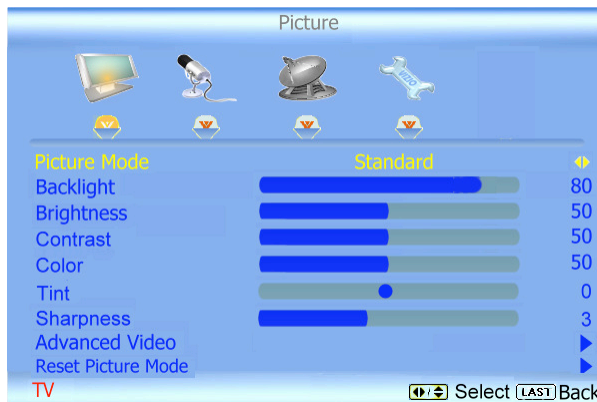 Picture
VIZIO
Picture Mode Standard
Backlight 80
Brightness 50
Contrast 50
Color 50
Tint 0
Sharpness 3
Advanced Video
Reset Picture Mode
TV Select LAST Back